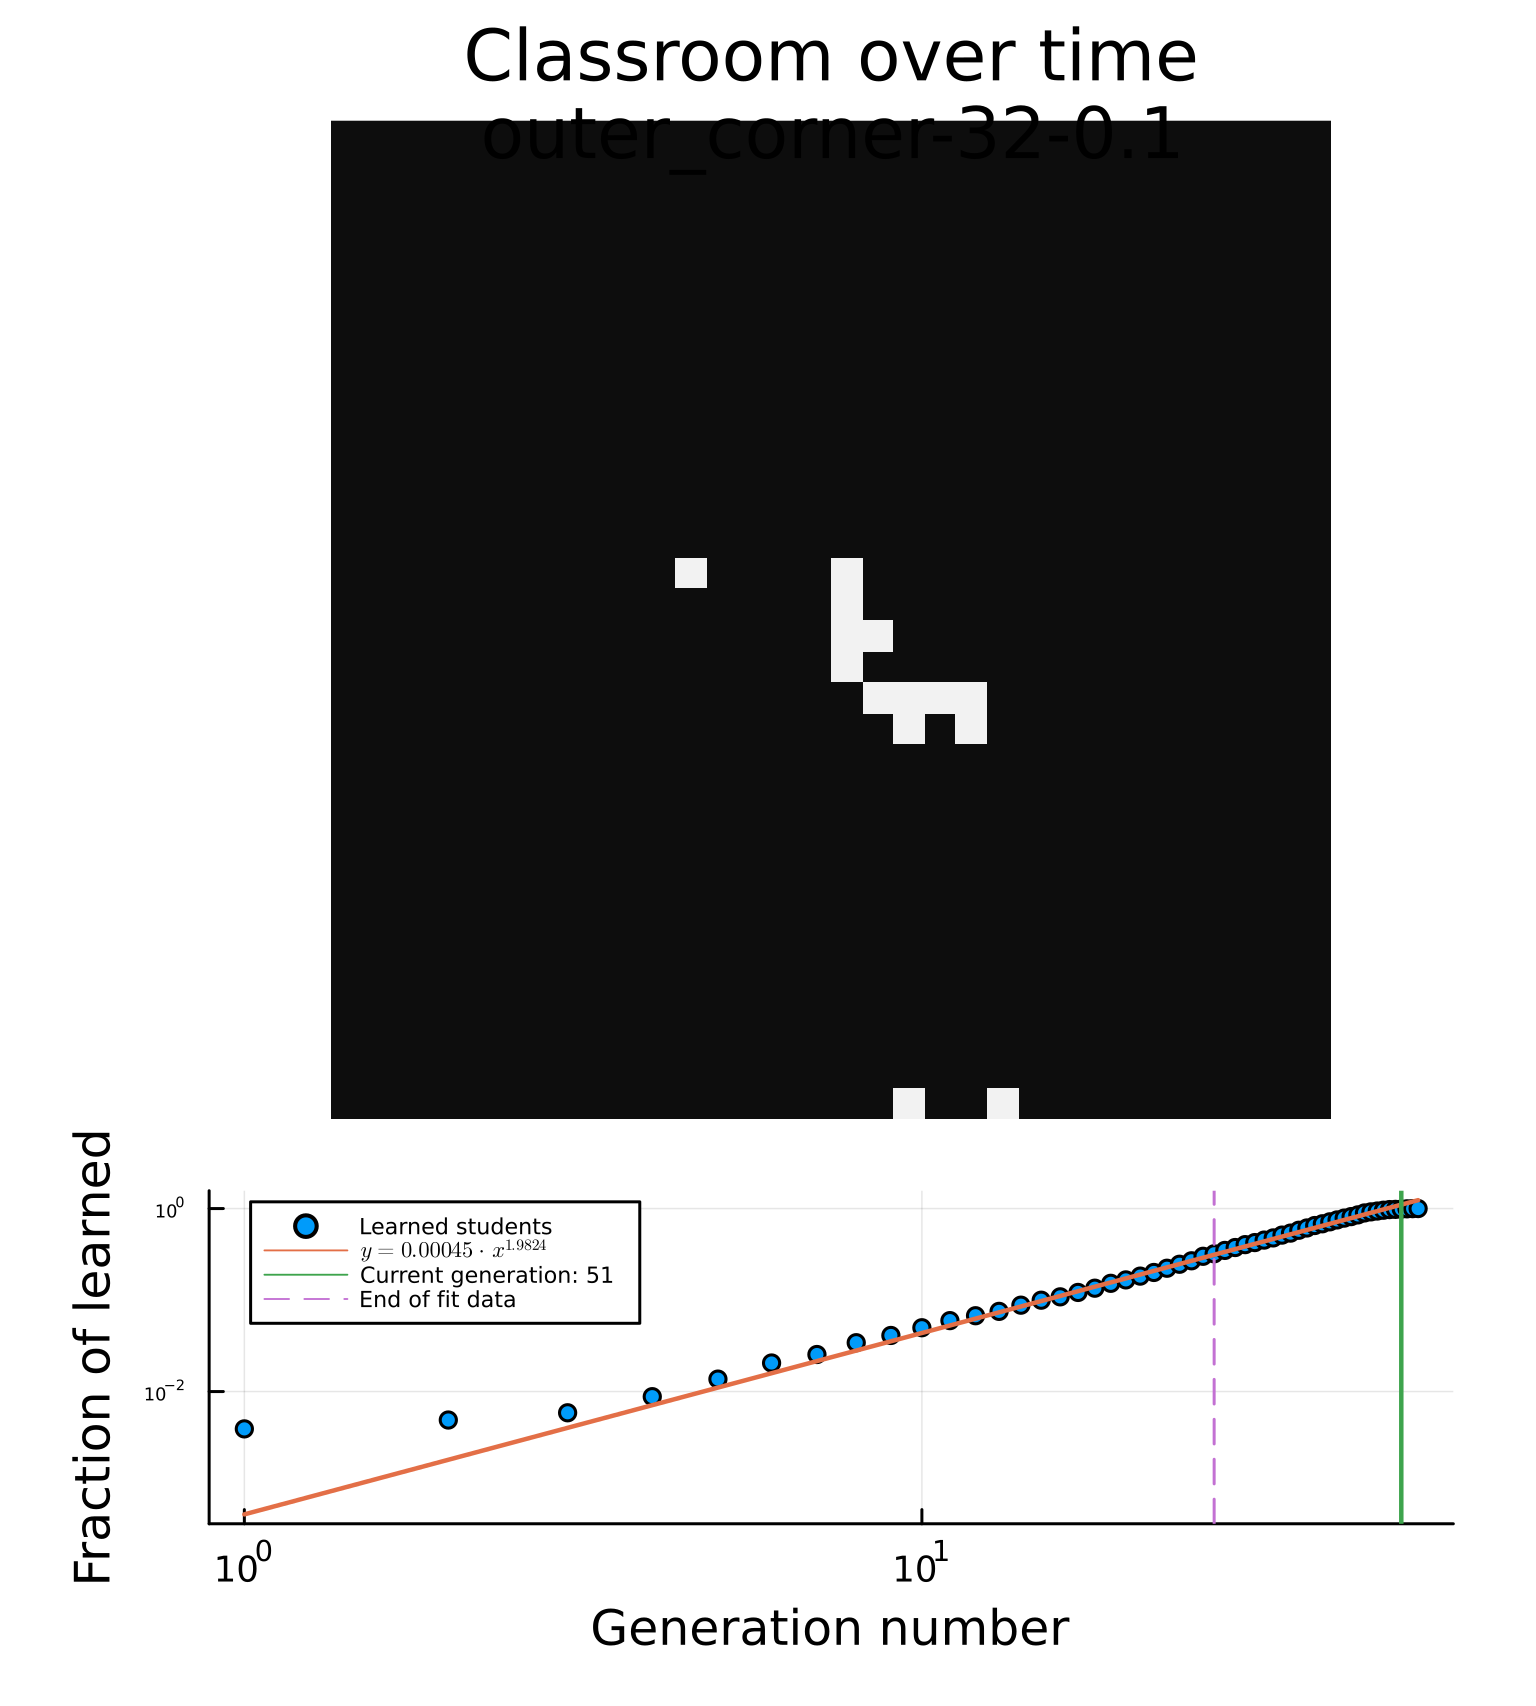 Classroom over time
outer_corner-32-0.1
Fraction of learned
10⁰
10⁻²
Learned students
y = 0.00045 · x^1.9824
Current generation: 51
End of fit data
10⁰
10¹
Generation number